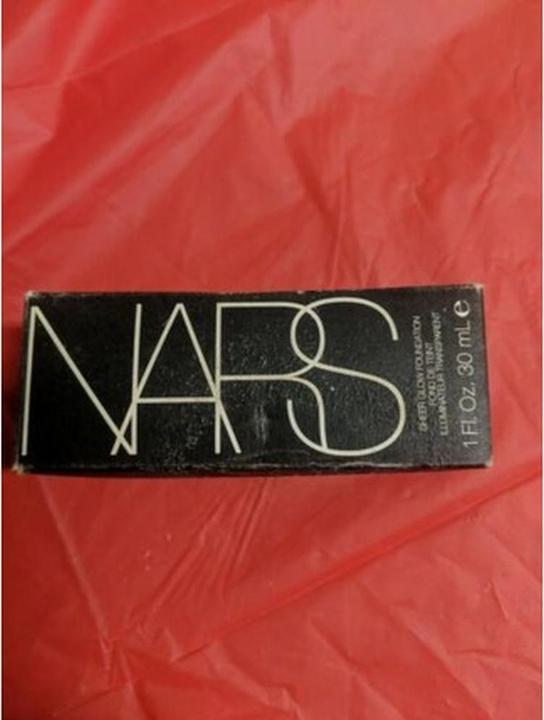 NARS
SHEER GLOW FOUNDATION
FOND DE TEINT
ILLUMINATEUR TRANSPARENT
1 Fl. Oz. 30 mL ℮